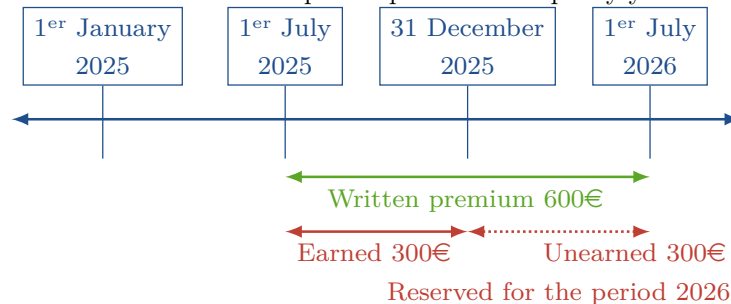 1er January
2025
1er July
2025
31 December
2025
1er July
2026
Written premium 600€
Earned 300€
Unearned 300€
Reserved for the period 2026